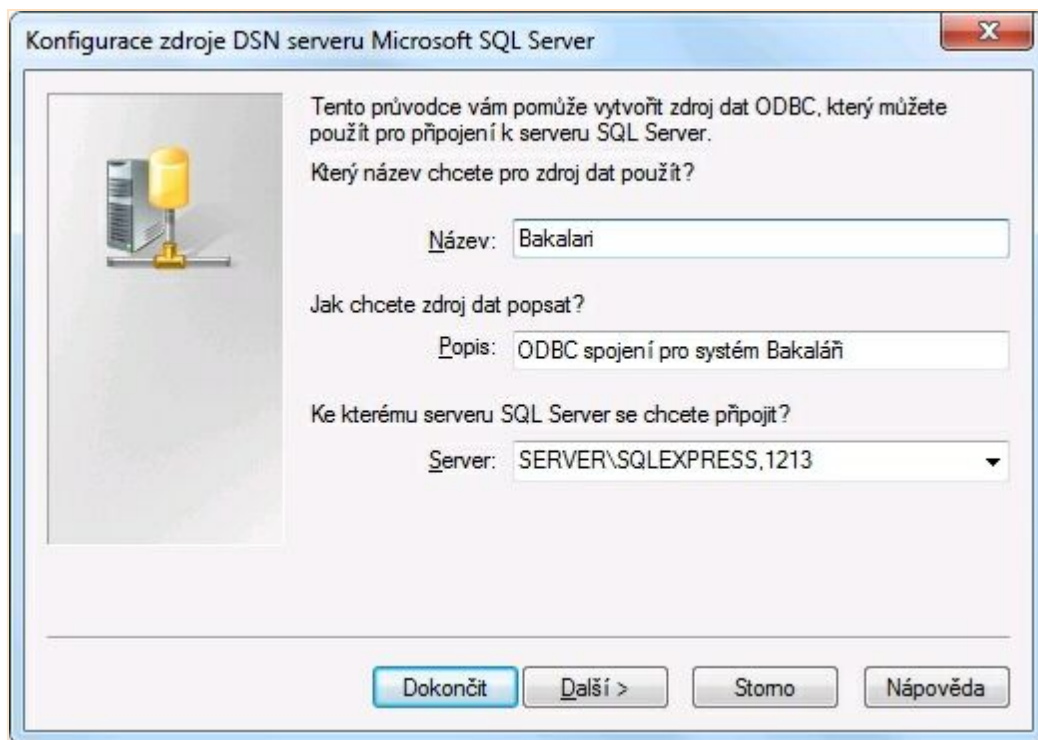 Konfigurace zdroje DSN serveru Microsoft SQL Server
Tento průvodce vám pomůže vytvořit zdroj dat ODBC, který můžete
použít pro připojení k serveru SQL Server.
Který název chcete pro zdroj dat použít?
Název: Bakalari
Jak chcete zdroj dat popsat?
Popis: ODBC spojení pro systém Bakaláři
Ke kterému serveru SQL Server se chcete připojit?
Server: SERVER\SQLEXPRESS,1213
Dokončit Další > Storno Nápověda